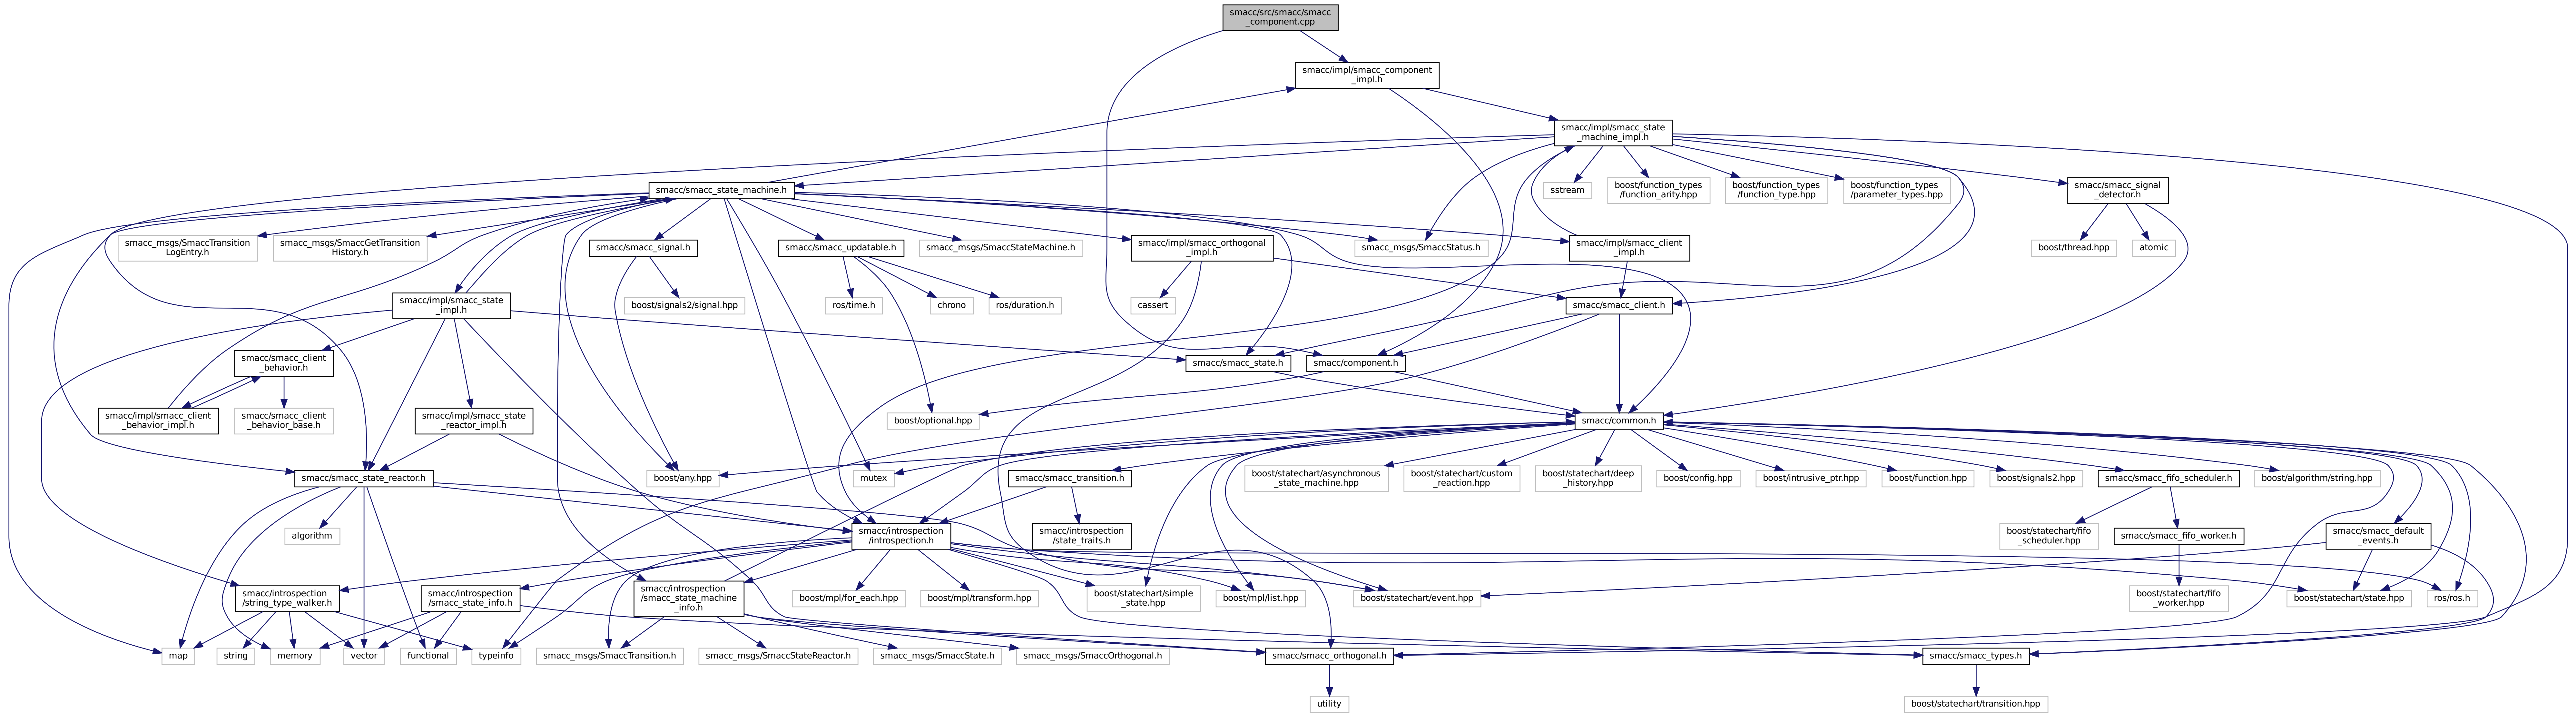 smacc/src/smacc/smacc
_component.cpp
smacc/impl/smacc_component
_impl.h
smacc/impl/smacc_state
_machine_impl.h
smacc/smacc_state_machine.h
sstream
boost/function_types
/function_arity.hpp
boost/function_types
/function_type.hpp
boost/function_types
/parameter_types.hpp
smacc/smacc_signal
_detector.h
smacc_msgs/SmaccTransition
LogEntry.h
smacc_msgs/SmaccGetTransition
History.h
smacc/smacc_signal.h
smacc/smacc_updatable.h
smacc_msgs/SmaccStateMachine.h
smacc/impl/smacc_orthogonal
_impl.h
smacc_msgs/SmaccStatus.h
smacc/impl/smacc_client
_impl.h
boost/thread.hpp
atomic
smacc/impl/smacc_state
_impl.h
boost/signals2/signal.hpp
ros/time.h
chrono
ros/duration.h
cassert
smacc/smacc_client.h
smacc/smacc_client
_behavior.h
smacc/smacc_state.h
smacc/component.h
smacc/impl/smacc_client
_behavior_impl.h
smacc/smacc_client
_behavior_base.h
smacc/impl/smacc_state
_reactor_impl.h
boost/optional.hpp
smacc/common.h
smacc/smacc_state_reactor.h
boost/any.hpp
mutex
smacc/smacc_transition.h
boost/statechart/asynchronous
_state_machine.hpp
boost/statechart/custom
_reaction.hpp
boost/statechart/deep
_history.hpp
boost/config.hpp
boost/intrusive_ptr.hpp
boost/function.hpp
boost/signals2.hpp
smacc/smacc_fifo_scheduler.h
boost/algorithm/string.hpp
algorithm
smacc/introspection
/introspection.h
smacc/introspection
/state_traits.h
boost/statechart/fifo
_scheduler.hpp
smacc/smacc_fifo_worker.h
smacc/smacc_default
_events.h
smacc/introspection
/string_type_walker.h
smacc/introspection
/smacc_state_info.h
smacc/introspection
/smacc_state_machine
_info.h
boost/mpl/for_each.hpp
boost/mpl/transform.hpp
boost/statechart/simple
_state.hpp
boost/mpl/list.hpp
boost/statechart/event.hpp
boost/statechart/fifo
_worker.hpp
boost/statechart/state.hpp
ros/ros.h
map
string
memory
vector
functional
typeinfo
smacc_msgs/SmaccTransition.h
smacc_msgs/SmaccStateReactor.h
smacc_msgs/SmaccState.h
smacc_msgs/SmaccOrthogonal.h
smacc/smacc_orthogonal.h
smacc/smacc_types.h
utility
boost/statechart/transition.hpp